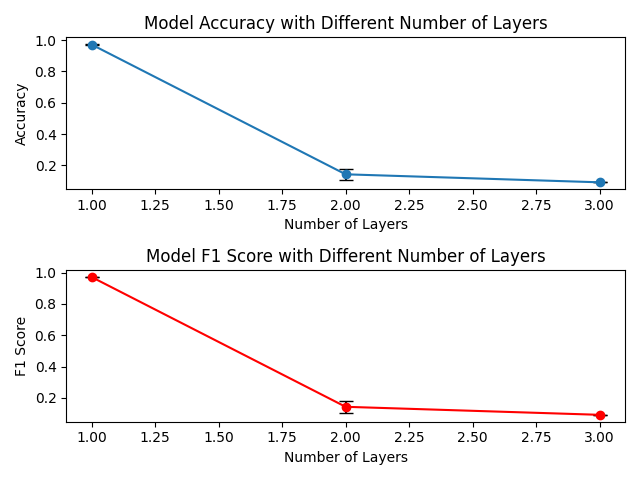 Model Accuracy with Different Number of Layers
1.0
0.8
0.6
0.4
0.2
Accuracy
1.00 1.25 1.50 1.75 2.00 2.25 2.50 2.75 3.00
Number of Layers
Model F1 Score with Different Number of Layers
1.0
0.8
0.6
0.4
0.2
F1 Score
1.00 1.25 1.50 1.75 2.00 2.25 2.50 2.75 3.00
Number of Layers